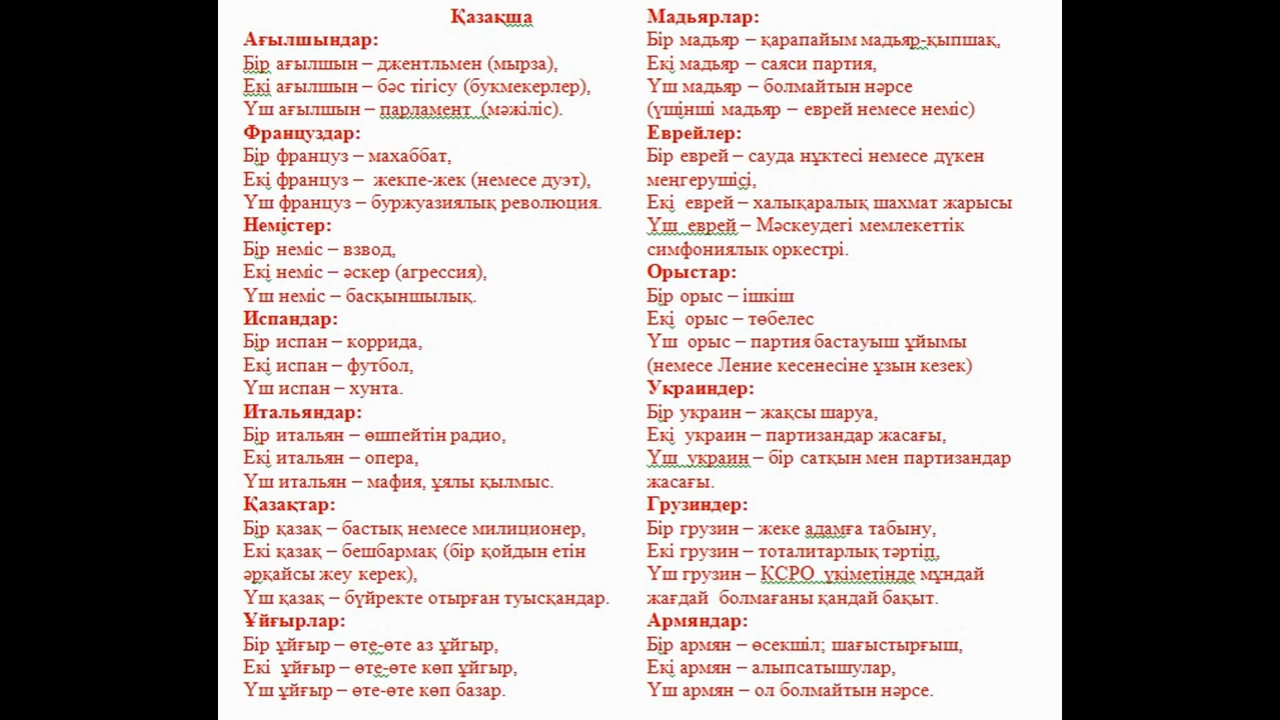 Қазақша
Ағылшындар:
Бір ағылшын – джентльмен (мырза),
Екі ағылшын – бәс тігісу (букмекерлер),
Үш ағылшын – парламент (мәжіліс).
Француздар:
Бір француз – махаббат,
Екі француз – жекпе-жек (немесе дуэт),
Үш француз – буржуазиялық революция.
Немістер:
Бір неміс – взвод,
Екі неміс – әскер (агрессия),
Үш неміс – басқыншылық.
Испандар:
Бір испан – коррида,
Екі испан – футбол,
Үш испан – хунта.
Итальяндар:
Бір итальян – өшпейтін радио,
Екі итальян – опера,
Үш итальян – мафия, ұялы қылмыс.
Қазақтар:
Бір қазақ – бастық немесе милиционер,
Екі қазақ – бешбармақ (бір қойдын етін
әрқайсы жеу керек),
Үш қазақ – бүйректе отырған туысқандар.
Ұйғырлар:
Бір ұйғыр – өте-өте аз ұйгыр,
Екі ұйғыр – өте-өте көп ұйгыр,
Үш ұйғыр – өте-өте көп базар.
Мадьярлар:
Бір мадьяр – қарапайым мадьяр-қыпшақ,
Екі мадьяр – саяси партия,
Үш мадьяр – болмайтын нәрсе
(үшінші мадьяр – еврей немесе неміс)
Еврейлер:
Бір еврей – сауда нүктесі немесе дүкен
меңгерушісі,
Екі еврей – халықаралық шахмат жарысы
Үш еврей – Мәскеудегі мемлекеттік
симфониялык оркестрі.
Орыстар:
Бір орыс – ішкіш
Екі орыс – төбелес
Үш орыс – партия бастауыш ұйымы
(немесе Ление кесенесіне ұзын кезек)
Украиндер:
Бір украин – жақсы шаруа,
Екі украин – партизандар жасағы,
Үш украин – бір сатқын мен партизандар
жасағы.
Грузиндер:
Бір грузин – жеке адамға табыну,
Екі грузин – тоталитарлық тәртіп,
Үш грузин – КСРО үкіметінде мұндай
жағдай болмағаны қандай бақыт.
Армяндар:
Бір армян – өсекшіл; шағыстырғыш,
Екі армян – алыпсатышулар,
Үш армян – ол болмайтын нәрсе.